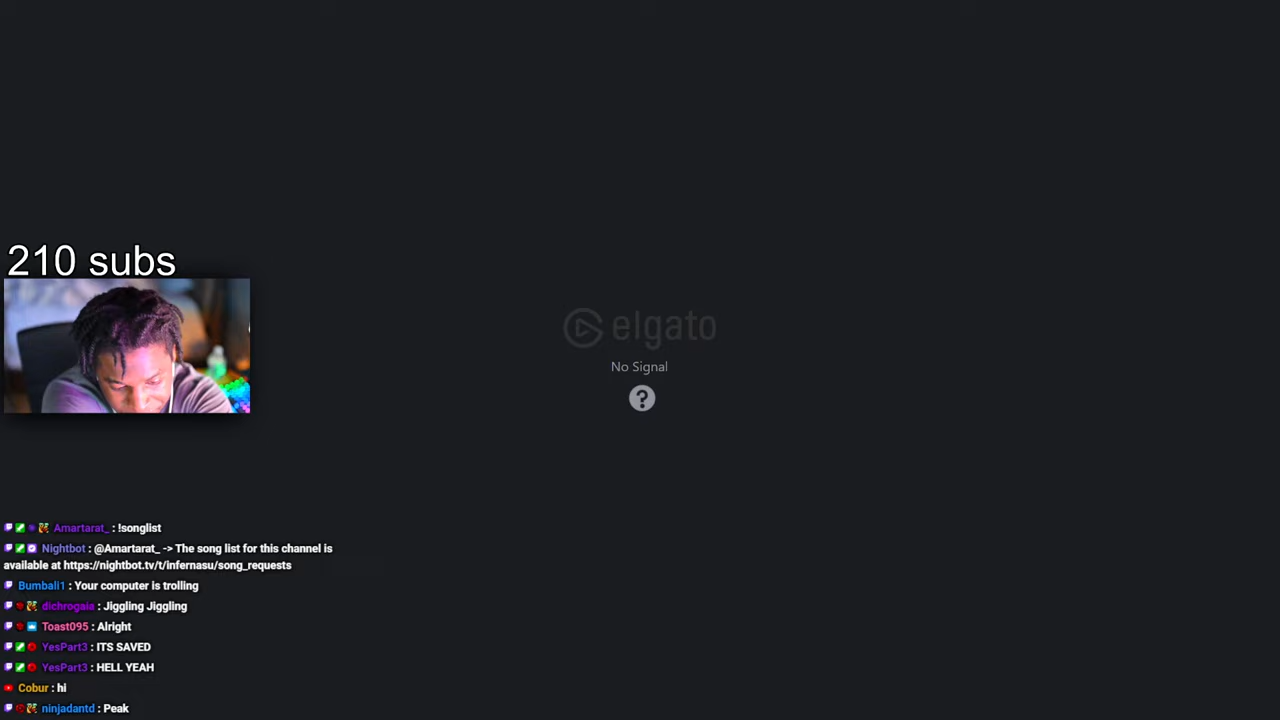 210 subs
elgato
No Signal
?
Amartarat_ : !songlist
Nightbot : @Amartarat_ -> The song list for this channel is
available at https://nightbot.tv/t/infernasu/song_requests
Bumbali1 : Your computer is trolling
dichrogaia : Jiggling Jiggling
Toast095 : Alright
YesPart3 : ITS SAVED
YesPart3 : HELL YEAH
Cobur : hi
ninjadantd : Peak